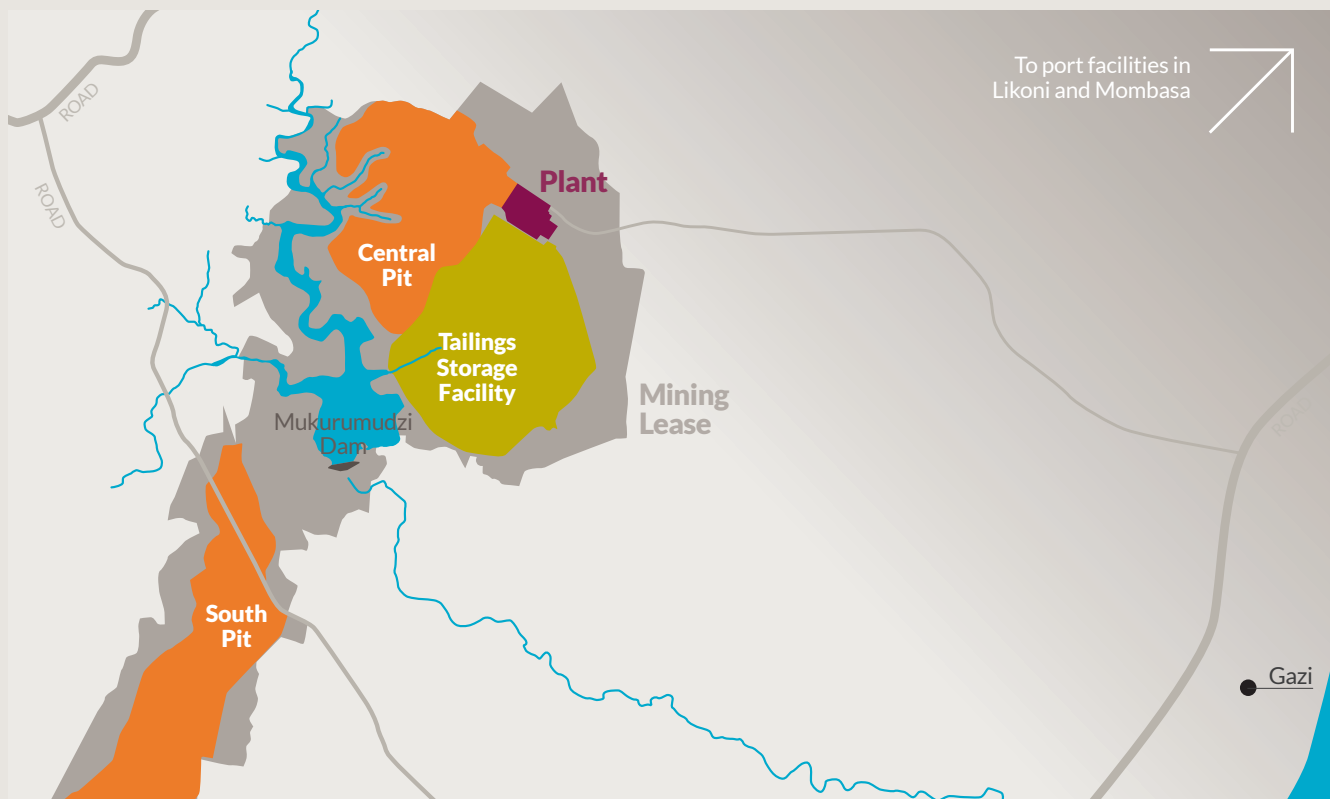 To port facilities in
Likoni and Mombasa
ROAD
ROAD
Plant
Central
Pit
Tailings
Storage
Facility
Mining
Lease
ROAD
Mukurumudzi
Dam
South
Pit
Gazi